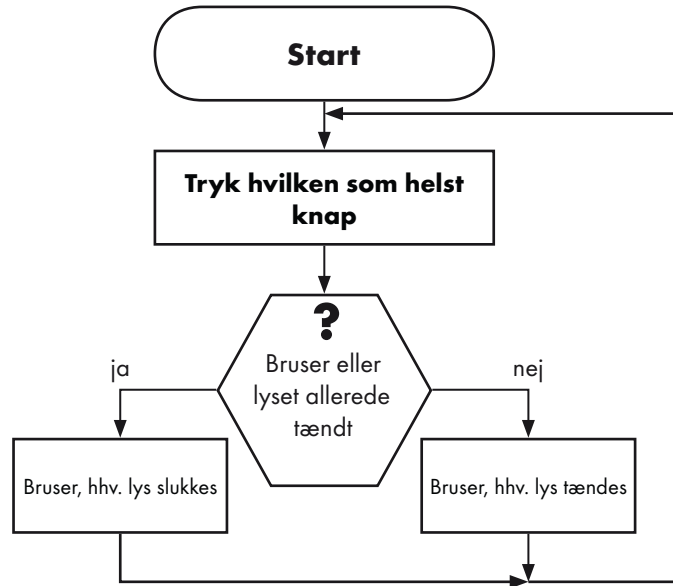 Start
Tryk hvilken som helst
knap
?
Bruser eller
lyset allerede
tændt
ja
nej
Bruser, hhv. lys slukkes
Bruser, hhv. lys tændes